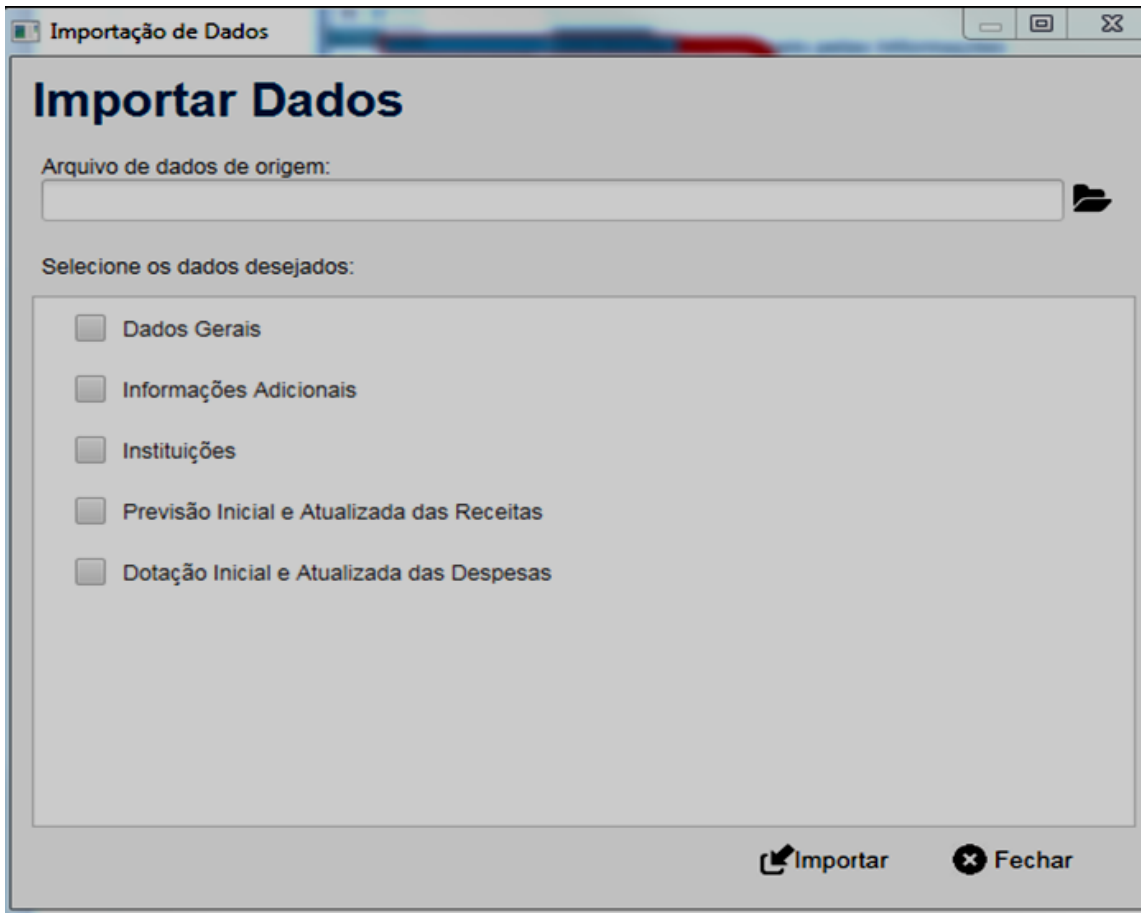 Importação de Dados
Importar Dados
Arquivo de dados de origem:
Selecione os dados desejados:
Dados Gerais
Informações Adicionais
Instituições
Previsão Inicial e Atualizada das Receitas
Dotação Inicial e Atualizada das Despesas
Importar
Fechar